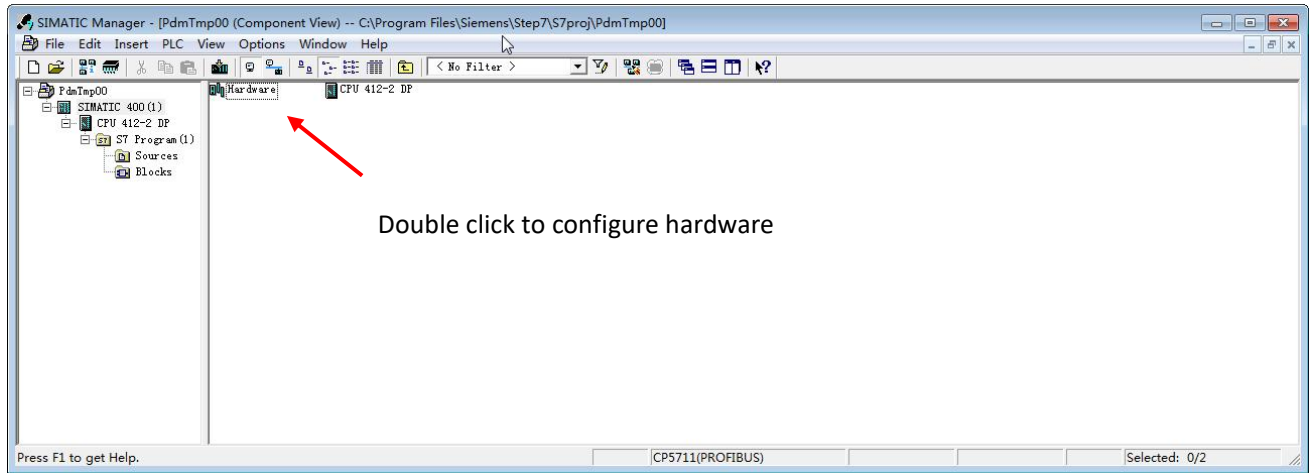 SIMATIC Manager - [PdmTmp00 (Component View) -- C:\Program Files\Siemens\Step7\S7proj\PdmTmp00]
File Edit Insert PLC View Options Window Help
< No Filter >
PdmTmp00
SIMATIC 400(1)
CPU 412-2 DP
S7 Program(1)
Sources
Blocks
Hardware CPU 412-2 DP
Double click to configure hardware
Press F1 to get Help. CP5711(PROFIBUS) Selected: 0/2